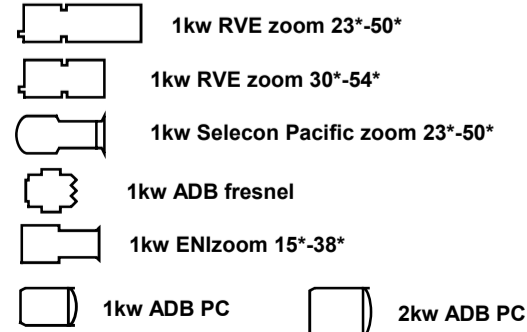 1kw RVE zoom 23*-50*
1kw RVE zoom 30*-54*
1kw Selecon Pacific zoom 23*-50*
1kw ADB fresnel
1kw ENIzoom 15*-38*
1kw ADB PC
2kw ADB PC